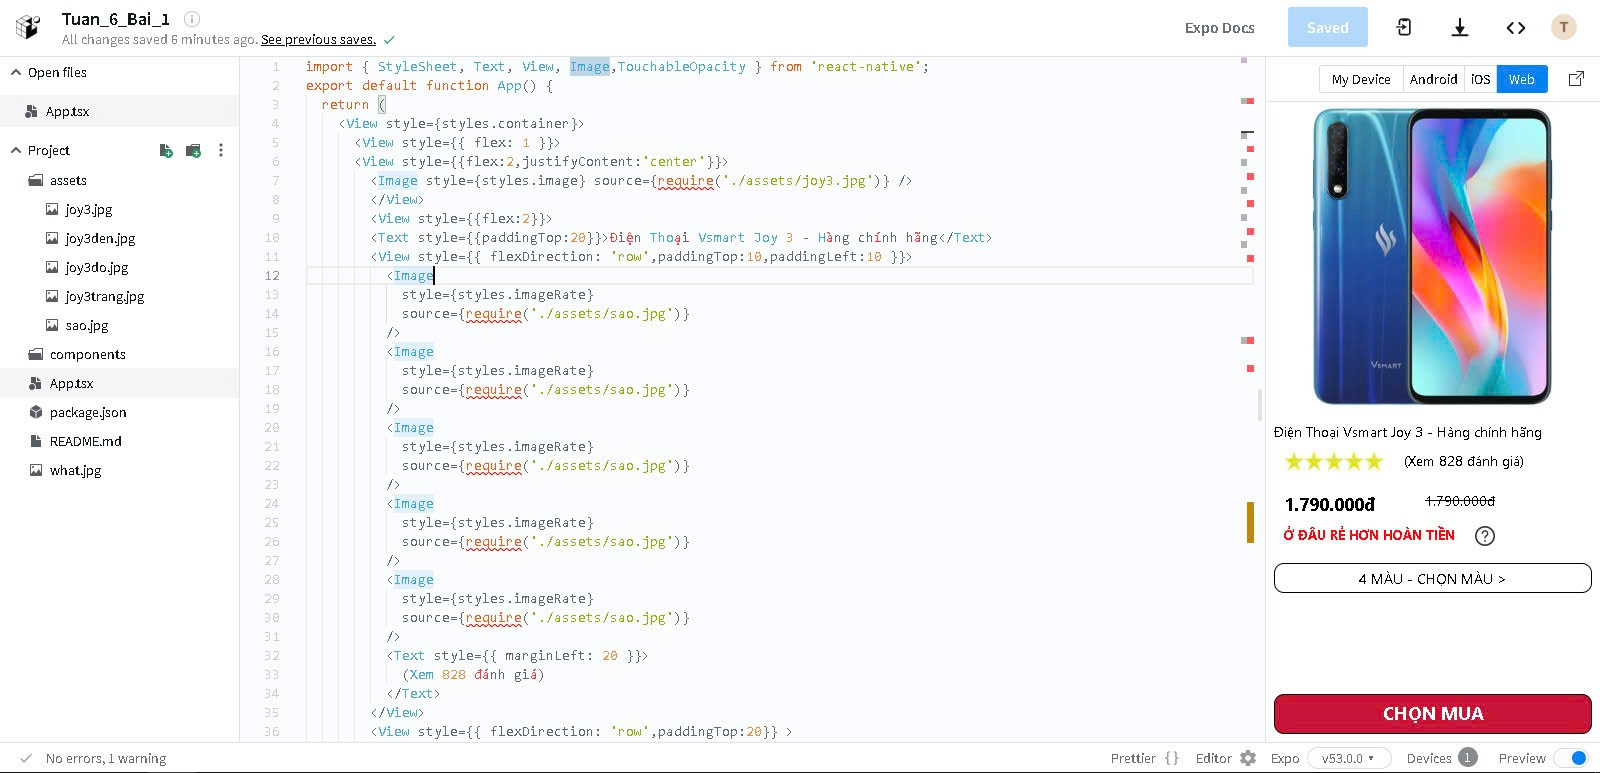 Tuan_6_Bai_1
All changes saved 6 minutes ago. See previous saves.
Expo Docs
Saved
T
Open files
App.tsx
Project
assets
joy3.jpg
joy3den.jpg
joy3do.jpg
joy3trang.jpg
sao.jpg
components
App.tsx
package.json
README.md
what.jpg
1 import { StyleSheet, Text, View, Image,TouchableOpacity } from 'react-native';
2 export default function App() {
3 return (
4 <View style={styles.container}>
5 <View style={{ flex: 1 }}>
6 <View style={{flex:2,justifyContent:'center'}}>
7 <Image style={styles.image} source={require('./assets/joy3.jpg')} />
8 </View>
9 <View style={{flex:2}}>
10 <Text style={{paddingTop:20}}>Điện Thoại Vsmart Joy 3 - Hàng chính hãng</Text>
11 <View style={{ flexDirection: 'row',paddingTop:10,paddingLeft:10 }}>
12 <Image
13 style={styles.imageRate}
14 source={require('./assets/sao.jpg')}
15 />
16 <Image
17 style={styles.imageRate}
18 source={require('./assets/sao.jpg')}
19 />
20 <Image
21 style={styles.imageRate}
22 source={require('./assets/sao.jpg')}
23 />
24 <Image
25 style={styles.imageRate}
26 source={require('./assets/sao.jpg')}
27 />
28 <Image
29 style={styles.imageRate}
30 source={require('./assets/sao.jpg')}
31 />
32 <Text style={{ marginLeft: 20 }}>
33 (Xem 828 đánh giá)
34 </Text>
35 </View>
36 <View style={{ flexDirection: 'row',paddingTop:20}} >
My Device Android iOS Web
VSMART
Điện Thoại Vsmart Joy 3 - Hàng chính hãng
(Xem 828 đánh giá)
1.790.000đ 1.790.000đ
Ở ĐÂU RẺ HƠN HOÀN TIỀN ?
4 MÀU - CHỌN MÀU >
CHỌN MUA
No errors, 1 warning
Prettier {} Editor Expo v53.0.0 Devices 1 Preview